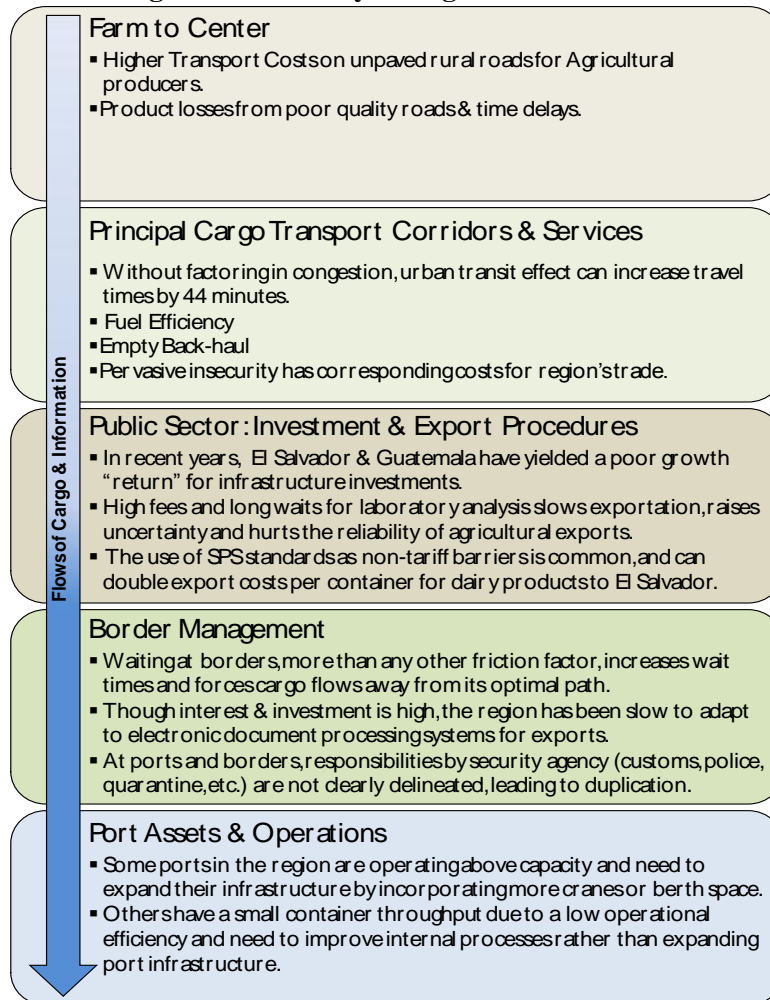 Farm to Center
▪ Higher Transport Costs on unpaved rural roads for Agricultural
producers.
▪ Product losses from poor quality roads & time delays.
Principal Cargo Transport Corridors & Services
▪ Without factoring in congestion, urban transit effect can increase travel
times by 44 minutes.
▪ Fuel Efficiency
▪ Empty Back-haul
▪ Pervasive insecurity has corresponding costs for region's trade.
Flows of Cargo & Information
Public Sector: Investment & Export Procedures
▪ In recent years, El Salvador & Guatemala have yielded a poor growth
"return" for infrastructure investments.
▪ High fees and long waits for laboratory analysis slows exportation, raises
uncertainty and hurts the reliability of agricultural exports.
▪ The use of SPS standards as non-tariff barriers is common, and can
double export costs per container for dairy products to El Salvador.
Border Management
▪ Waiting at borders, more than any other friction factor, increases wait
times and forces cargo flows away from its optimal path.
▪ Though interest & investment is high, the region has been slow to adapt
to electronic document processing systems for exports.
▪ At ports and borders, responsibilities by security agency (customs, police,
quarantine, etc.) are not clearly delineated, leading to duplication.
Port Assets & Operations
▪ Some ports in the region are operating above capacity and need to
expand their infrastructure by incorporating more cranes or berth space.
▪ Others have a small container throughput due to a low operational
efficiency and need to improve internal processes rather than expanding
port infrastructure.